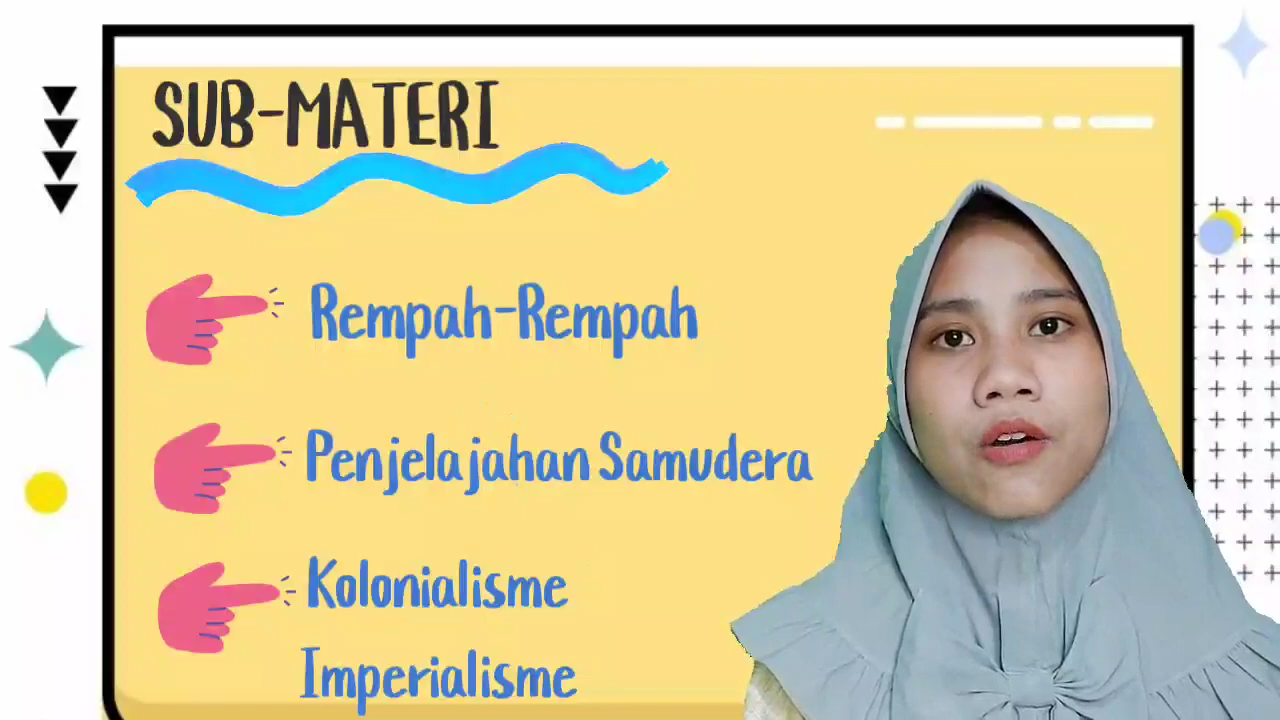 SUB-MATERI
Rempah-Rempah
Penjelajahan Samudera
Kolonialisme
Imperialisme